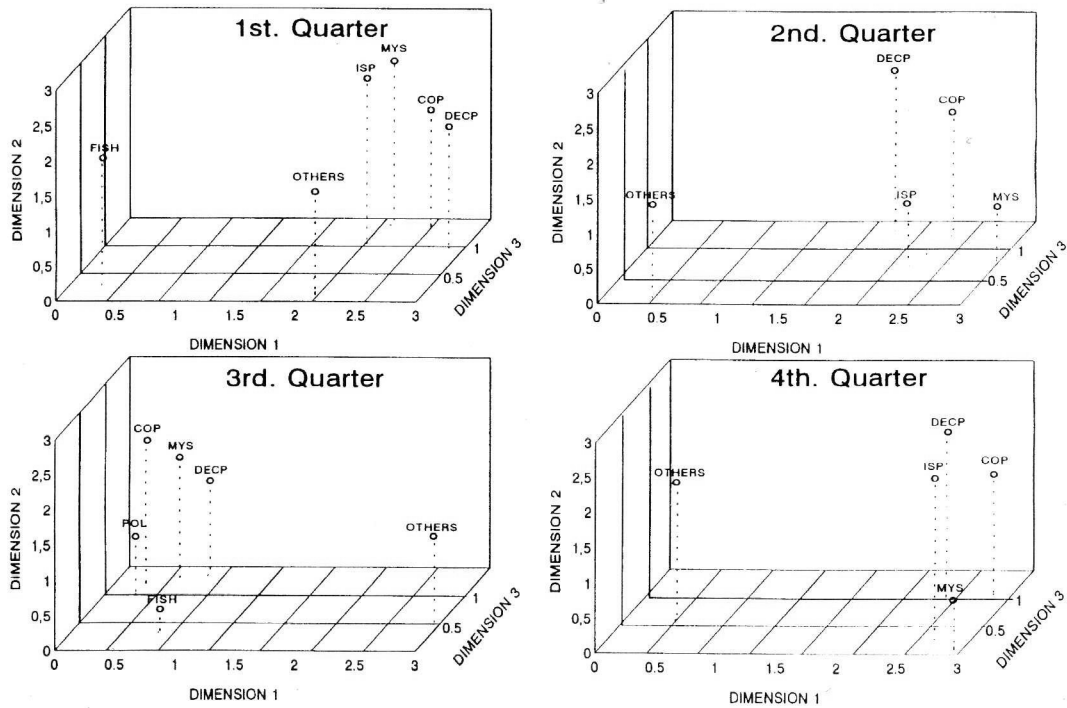 1st. Quarter
MYS
ISP
COP
DECP
FISH
OTHERS
3
2,5
2
1,5
1
0,5
0
DIMENSION 2
0 0.5 1 1.5 2 2.5 3
DIMENSION 1
0.5
1
DIMENSION 3
2nd. Quarter
DECP
COP
OTHERS
ISP
MYS
3
2,5
2
1,5
1
0,5
0
DIMENSION 2
0 0.5 1 1.5 2 2.5 3
DIMENSION 1
0.5
1
DIMENSION 3
3rd. Quarter
COP
MYS
DECP
POL
OTHERS
FISH
3
2,5
2
1,5
1
0,5
0
DIMENSION 2
0 0.5 1 1.5 2 2.5 3
DIMENSION 1
0.5
1
DIMENSION 3
4th. Quarter
DECP
ISP
COP
OTHERS
MYS
3
2,5
2
1,5
1
0,5
0
DIMENSION 2
0 0.5 1 1.5 2 2.5 3
DIMENSION 1
0.5
1
DIMENSION 3